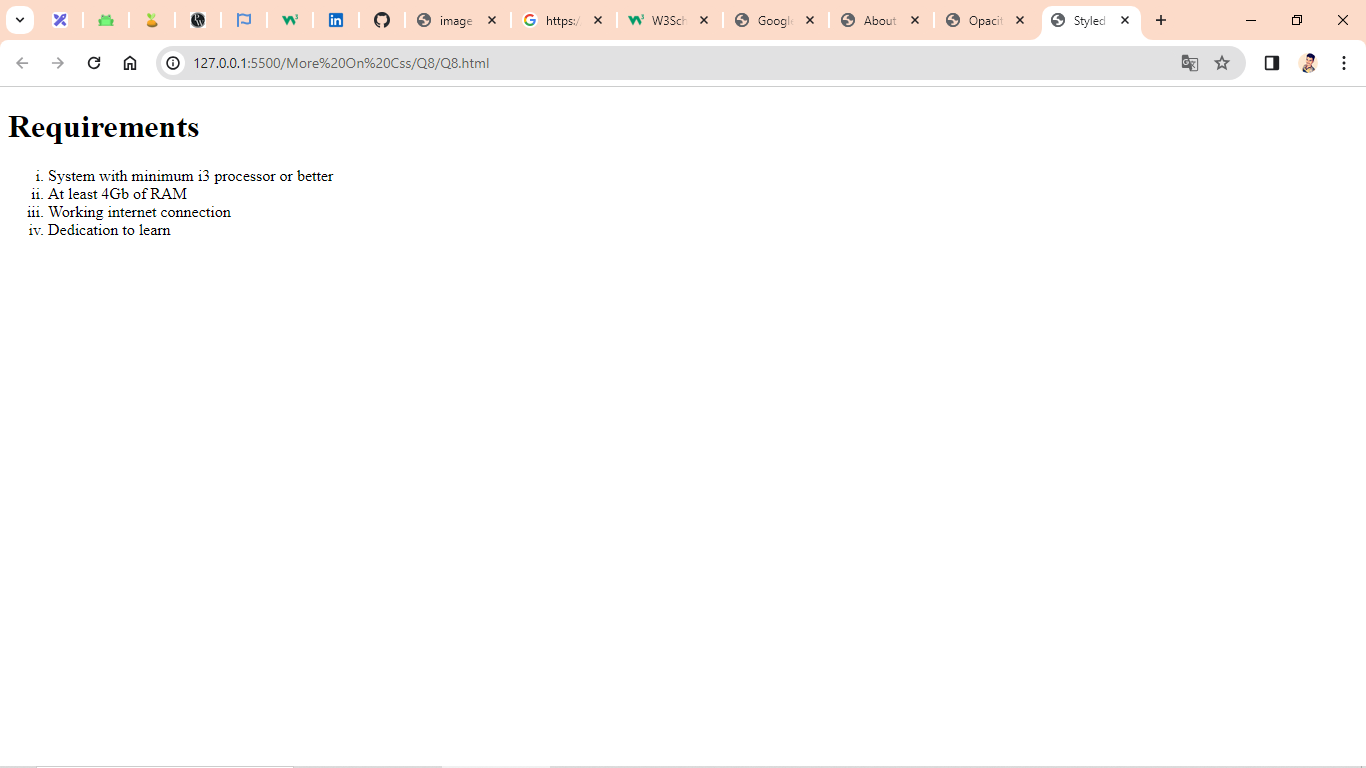 image
https:/
W3Sch
Google
About
Opacit
Styled
127.0.0.1:5500/More%20On%20Css/Q8/Q8.html
Requirements
i. System with minimum i3 processor or better
ii. At least 4Gb of RAM
iii. Working internet connection
iv. Dedication to learn